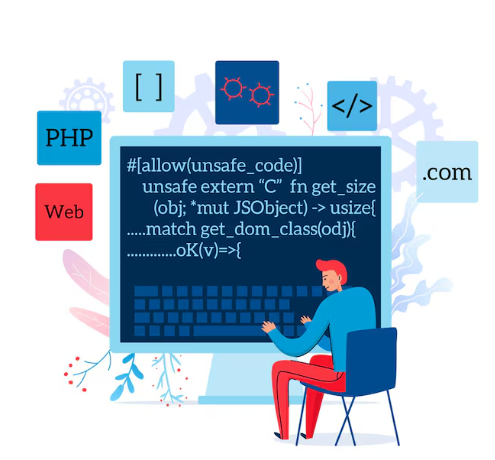 [ ]
</>
PHP
.com
Web
#[allow(unsafe_code)]
unsafe extern “C” fn get_size
(obj; *mut JSObject) -> usize{
.....match get_dom_class(odj){
.............oK(v)=>{